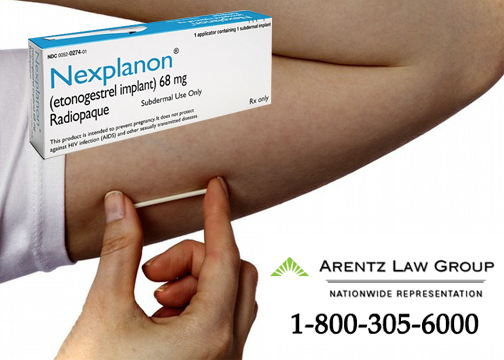 NDC 0052-0274-01
1 applicator containing 1 subdermal implant
Nexplanon®
(etonogestrel implant) 68 mg
Radiopaque
Subdermal Use Only
Rx only
This product is intended to prevent pregnancy. It does not protect
against HIV infection (AIDS) and other sexually transmitted diseases.
Nexplanon®
ARENTZ LAW GROUP
NATIONWIDE REPRESENTATION
1-800-305-6000